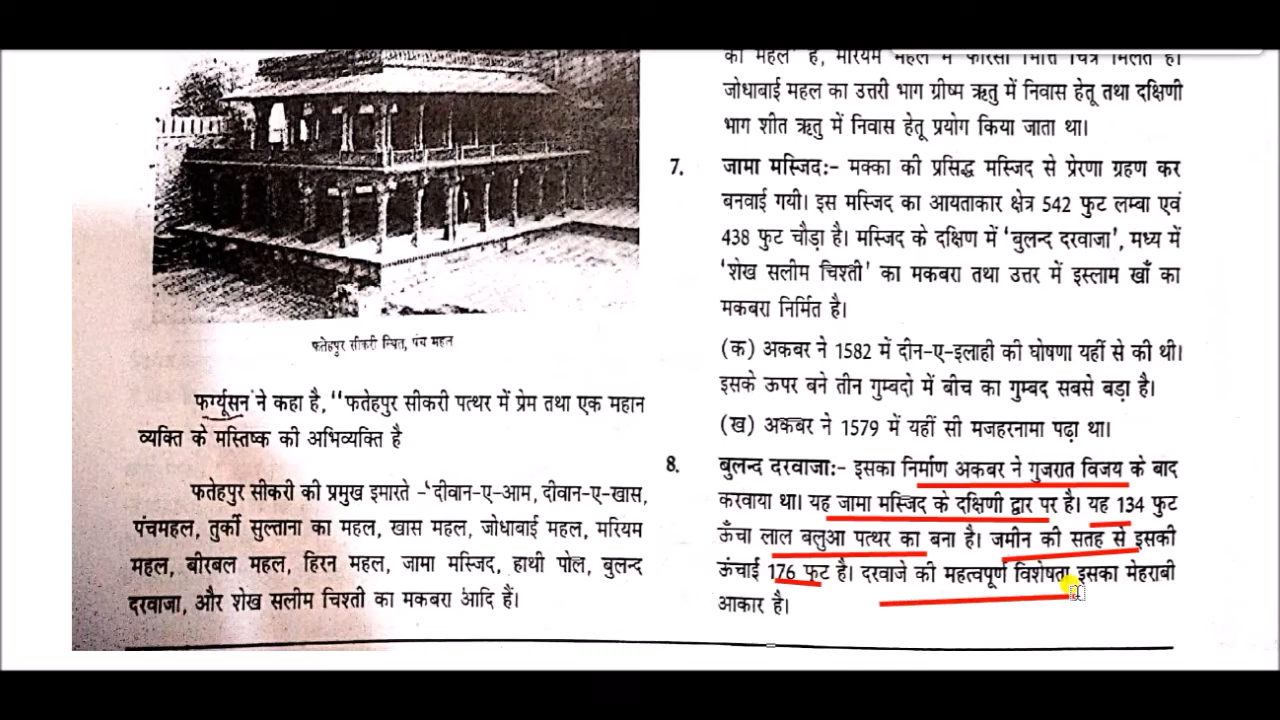 फतेहपुर सीकरी स्थित, पंच महल
फर्ग्यूसन ने कहा है, "फतेहपुर सीकरी पत्थर में प्रेम तथा एक महान
व्यक्ति के मस्तिष्क की अभिव्यक्ति है
फतेहपुर सीकरी की प्रमुख इमारते -'दीवान-ए-आम, दीवान-ए-खास,
पंचमहल, तुर्की सुल्ताना का महल, खास महल, जोधाबाई महल, मरियम
महल, बीरबल महल, हिरन महल, जामा मस्जिद, हाथी पोल, बुलन्द
दरवाजा, और शेख सलीम चिश्ती का मकबरा आदि हैं।
का महल' है, मरियम महल में फारसी भित्ति चित्र मिलते हैं।
जोधाबाई महल का उत्तरी भाग ग्रीष्म ऋतु में निवास हेतू तथा दक्षिणी
भाग शीत ऋतु में निवास हेतू प्रयोग किया जाता था।
7. जामा मस्जिदः- मक्का की प्रसिद्ध मस्जिद से प्रेरणा ग्रहण कर
बनवाई गयी। इस मस्जिद का आयताकार क्षेत्र 542 फुट लम्वा एवं
438 फुट चौड़ा है। मस्जिद के दक्षिण में 'बुलन्द दरवाजा', मध्य में
'शेख सलीम चिश्ती' का मकबरा तथा उत्तर में इस्लाम खाँ का
मकबरा निर्मित है।
(क) अकबर ने 1582 में दीन-ए-इलाही की घोषणा यहीं से की थी।
इसके ऊपर बने तीन गुम्बदो में बीच का गुम्बद सबसे बड़ा है।
(ख) अकबर ने 1579 में यहीं सी मजहरनामा पढ़ा था।
8. बुलन्द दरवाजाः- इसका निर्माण अकबर ने गुजरात विजय के बाद
करवाया था। यह जामा मस्जिद के दक्षिणी द्वार पर है। यह 134 फुट
ऊँचा लाल बलुआ पत्थर का बना है। जमीन की सतह से इसकी
ऊंचाई 176 फुट है। दरवाजे की महत्वपूर्ण विशेषता इसका मेहराबी
आकार है।